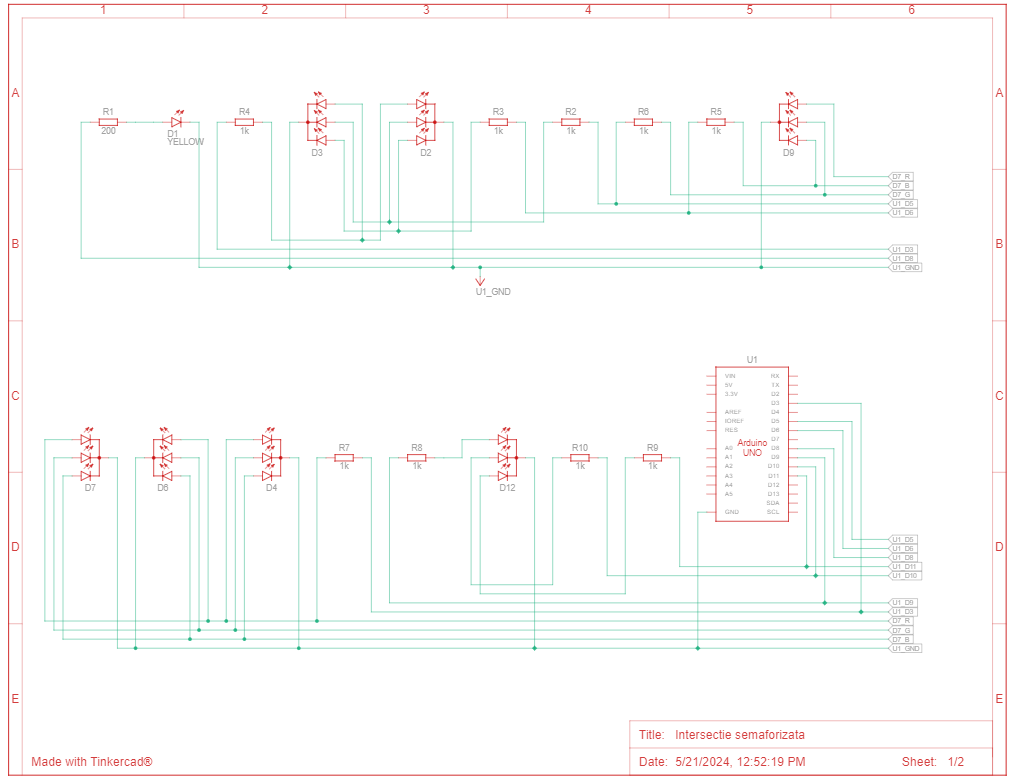 1 2 3 4 5 6
A A
R1 R4 R3 R2 R6 R5
200 D1 1k 1k 1k 1k 1k
YELLOW D3 D2 D9
D7_R
D7_B
D7_G
U1_D5
U1_D6
B B
U1_D3
U1_D8
U1_GND
U1_GND
U1
VIN RX
5V TX
3.3V D2
D3
C C
AREF D4
IOREF D5
RES D6
D7
Arduino
UNO
A0 D8
A1 D9
A2 D10
A3 D11
A4 D12
A5 D13
SDA
GND SCL
R7 R8 R10 R9
1k 1k 1k 1k
D7 D6 D4 D12
D D
U1_D5
U1_D6
U1_D8
U1_D11
U1_D10
U1_D9
U1_D3
D7_R
D7_G
D7_B
U1_GND
E E
Title: Intersectie semaforizata
Made with Tinkercad®
Date: 5/21/2024, 12:52:19 PM Sheet: 1/2